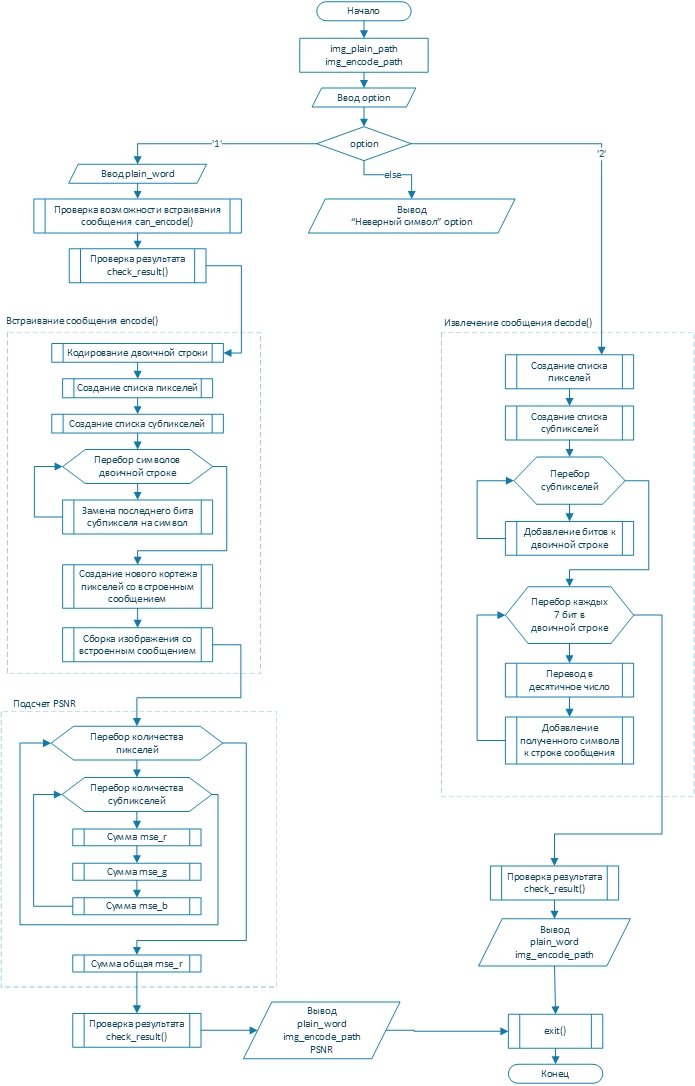 Начало
img_plain_path
img_encode_path
Ввод option
option
'1'
'2'
else
Ввод plain_word
Проверка возможности встраивания
сообщения can_encode()
Вывод
“Неверный символ” option
Проверка результата
check_result()
Встраивание сообщения encode()
Кодирование двоичной строки
Создание списка пикселей
Создание списка субпикселей
Перебор символов
двоичной строке
Замена последнего бита
субпикселя на символ
Создание нового кортежа
пикселей со встроенным
сообщением
Сборка изображения со
встроенным сообщением
Подсчет PSNR
Перебор количества
пикселей
Перебор количества
субпикселей
Сумма mse_r
Сумма mse_g
Сумма mse_b
Сумма общая mse_r
Проверка результата
check_result()
Вывод
plain_word
img_encode_path
PSNR
Извлечение сообщения decode()
Создание списка
пикселей
Создание списка
субпикселей
Перебор
субпикселей
Добавление битов к
двоичной строке
Перебор каждых
7 бит в
двоичной строке
Перевод в
десятичное число
Добавление
полученного символа
к строке сообщения
Проверка результата
check_result()
Вывод
plain_word
img_encode_path
exit()
Конец